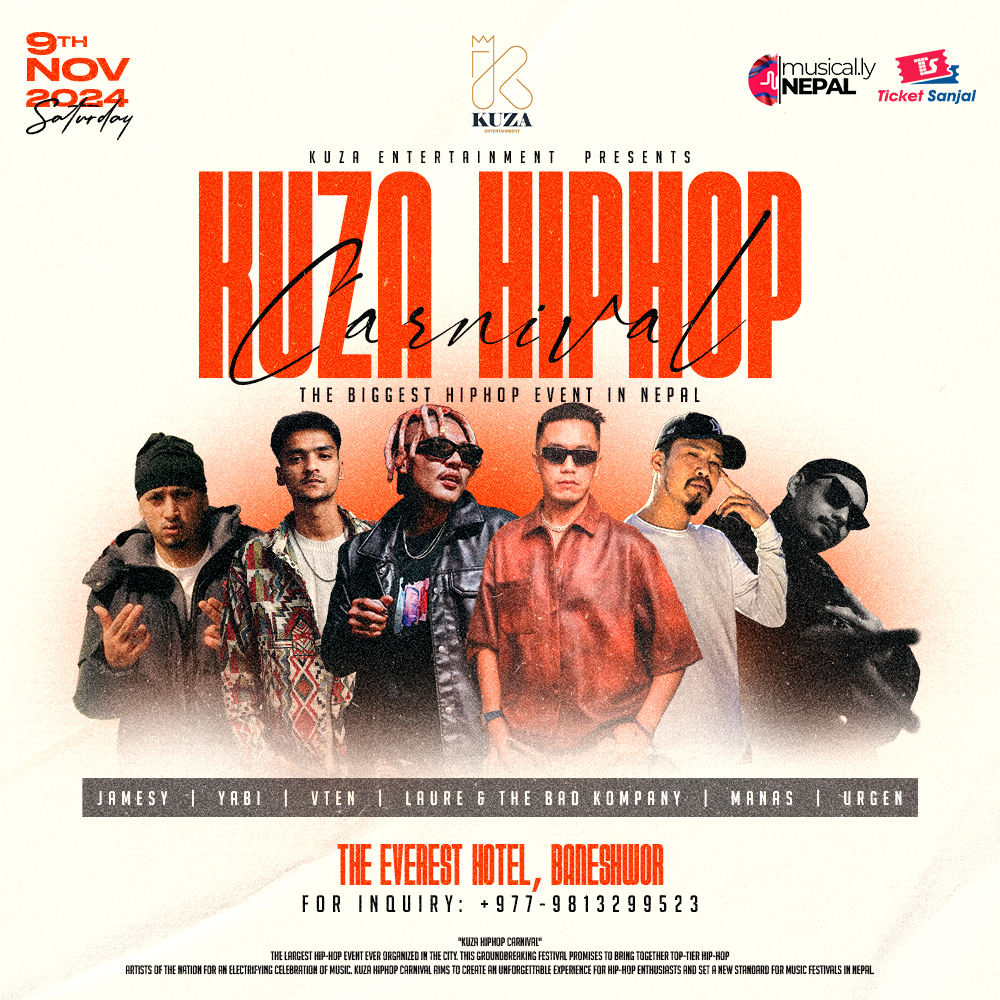 9TH
NOV
2024
Saturday
KUZA
ENTERTAINMENT
musical.ly
NEPAL
TS
Ticket Sanjal
KUZA ENTERTAINMENT PRESENTS
KUZA HIPHOP
Carnival
THE BIGGEST HIPHOP EVENT IN NEPAL
JAMESY | YABI | VTEN | LAURE & THE BAD KOMPANY | MANAS | URGEN
THE EVEREST HOTEL, BANESHWOR
FOR INQUIRY: +977-9813299523
"KUZA HIPHOP CARNIVAL"
THE LARGEST HIP-HOP EVENT EVER ORGANIZED IN THE CITY. THIS GROUNDBREAKING FESTIVAL PROMISES TO BRING TOGETHER TOP-TIER HIP-HOP
ARTISTS OF THE NATION FOR AN ELECTRIFYING CELEBRATION OF MUSIC. KUZA HIPHOP CARNIVAL AIMS TO CREATE AN UNFORGETTABLE EXPERIENCE FOR HIP-HOP ENTHUSIASTS AND SET A NEW STANDARD FOR MUSIC FESTIVALS IN NEPAL.